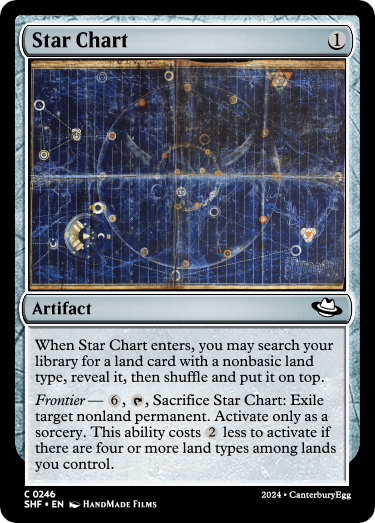 Star Chart 1
Artifact
When Star Chart enters, you may search your
library for a land card with a nonbasic land
type, reveal it, then shuffle and put it on top.
Frontier — 6, , Sacrifice Star Chart: Exile
target nonland permanent. Activate only as a
sorcery. This ability costs 2 less to activate if
there are four or more land types among lands
you control.
C 0246
SHF • EN HandMade Films
2024 • CanterburyEgg